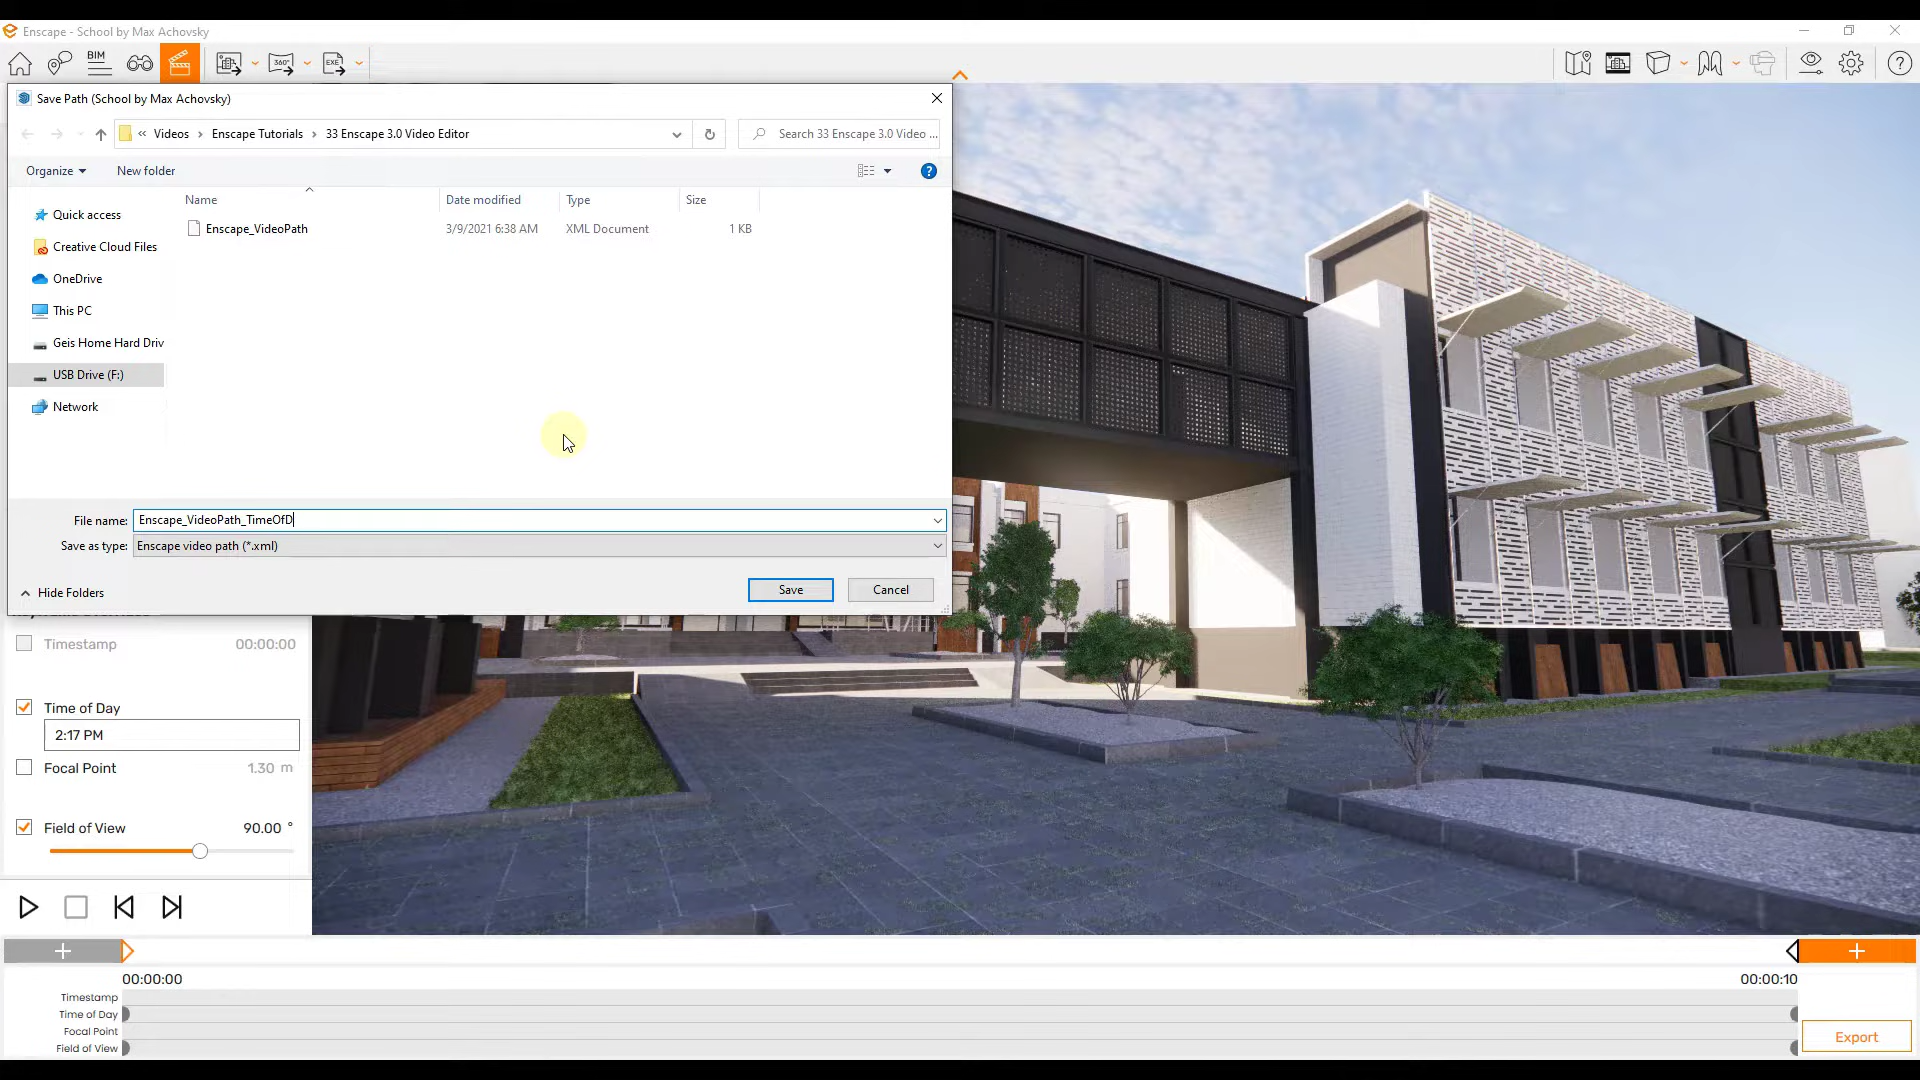 Enscape - School by Max Achovsky
BIM
360°
EXE
?
Save Path (School by Max Achovsky)
« Videos > Enscape Tutorials > 33 Enscape 3.0 Video Editor
Search 33 Enscape 3.0 Video ...
Organize
New folder
?
Name
Date modified
Type
Size
Enscape_VideoPath
3/9/2021 6:38 AM
XML Document
1 KB
Quick access
Creative Cloud Files
OneDrive
This PC
Geis Home Hard Driv
USB Drive (F:)
Network
File name:
Enscape_VideoPath_TimeOfD
Save as type:
Enscape video path (*.xml)
Hide Folders
Save
Cancel
Timestamp
00:00:00
Time of Day
2:17 PM
Focal Point
1.30 m
Field of View
90.00 °
00:00:00
00:00:10
Timestamp
Time of Day
Focal Point
Field of View
Export